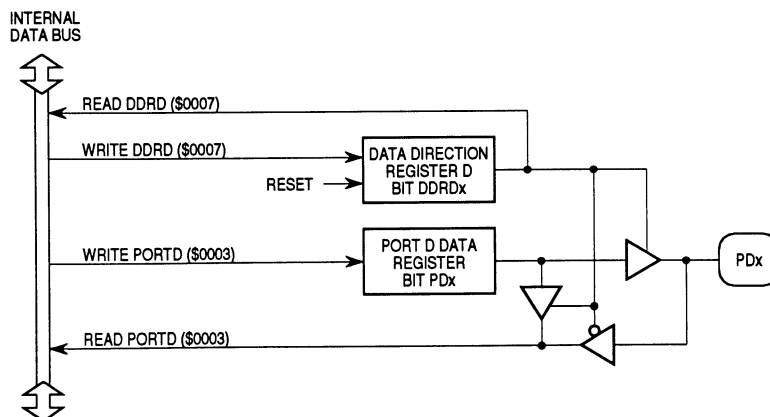 INTERNAL
DATA BUS
READ DDRD ($0007)
WRITE DDRD ($0007)
RESET
DATA DIRECTION
REGISTER D
BIT DDRDx
WRITE PORTD ($0003)
PORT D DATA
REGISTER
BIT PDx
PDx
READ PORTD ($0003)